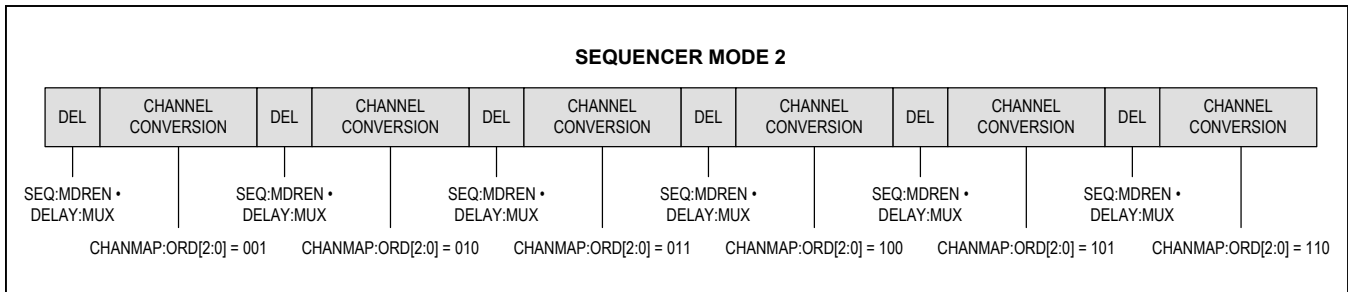 SEQUENCER MODE 2
DEL
CHANNEL
CONVERSION
DEL
CHANNEL
CONVERSION
DEL
CHANNEL
CONVERSION
DEL
CHANNEL
CONVERSION
DEL
CHANNEL
CONVERSION
DEL
CHANNEL
CONVERSION
SEQ:MDREN •
DELAY:MUX
SEQ:MDREN •
DELAY:MUX
SEQ:MDREN •
DELAY:MUX
SEQ:MDREN •
DELAY:MUX
SEQ:MDREN •
DELAY:MUX
SEQ:MDREN •
DELAY:MUX
CHANMAP:ORD[2:0] = 001
CHANMAP:ORD[2:0] = 010
CHANMAP:ORD[2:0] = 011
CHANMAP:ORD[2:0] = 100
CHANMAP:ORD[2:0] = 101
CHANMAP:ORD[2:0] = 110